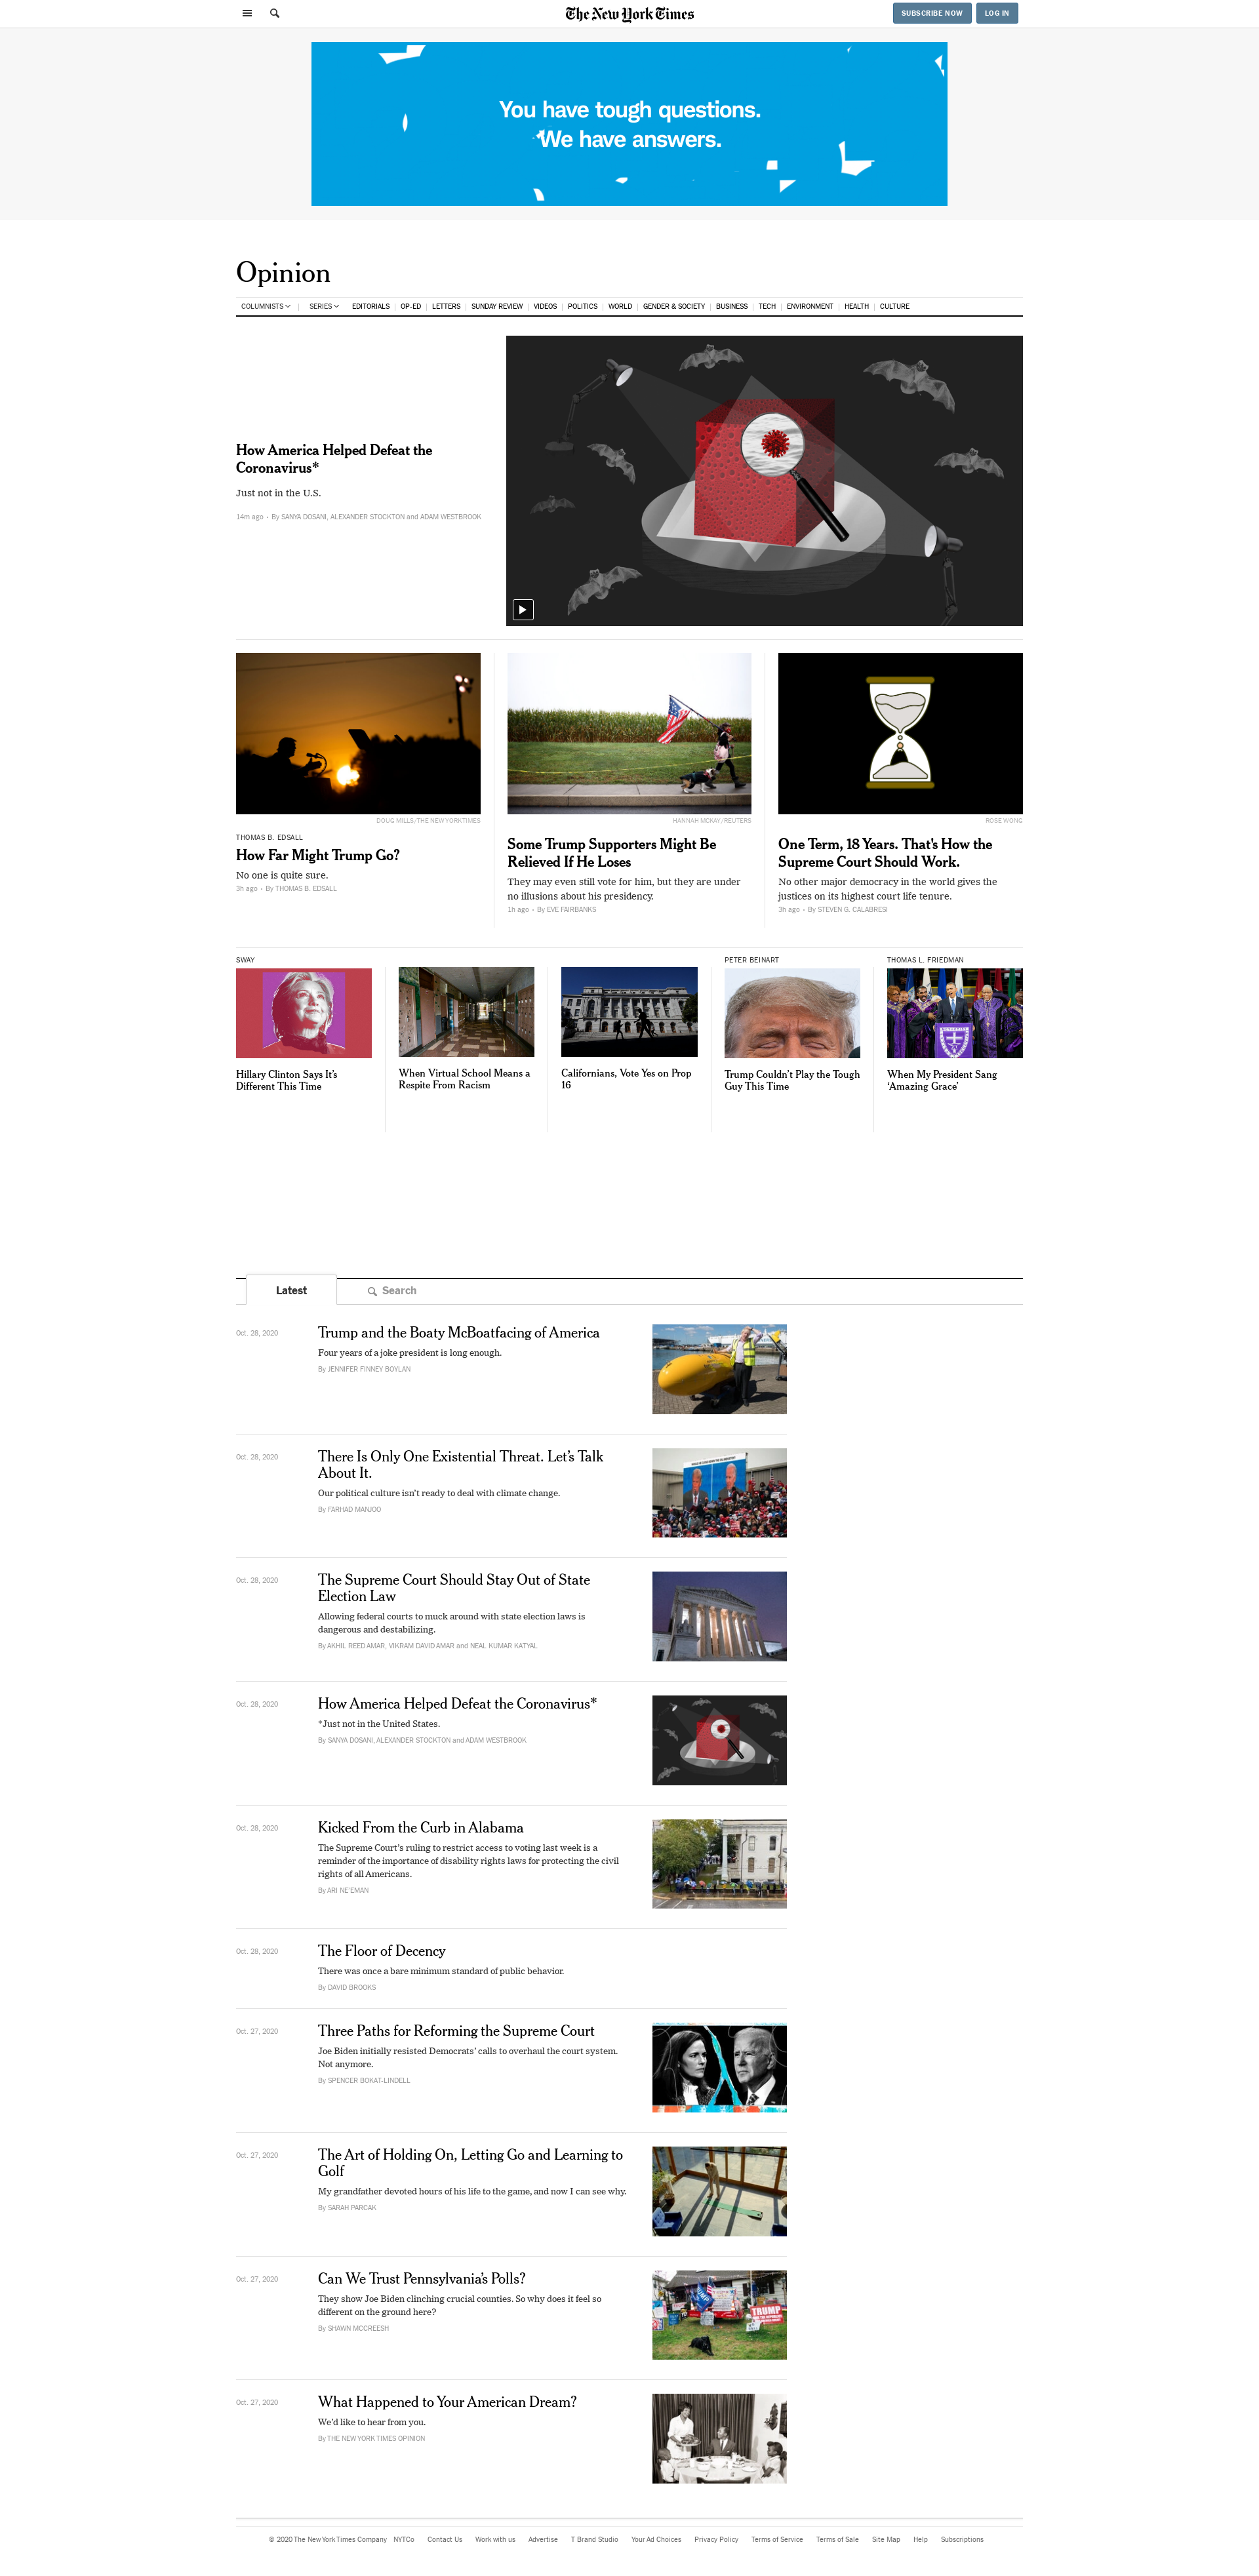 The New York Times
SUBSCRIBE NOW
LOG IN
You have tough questions.
We have answers.
Opinion
COLUMNISTS
SERIES
EDITORIALS
OP-ED
LETTERS
SUNDAY REVIEW
VIDEOS
POLITICS
WORLD
GENDER & SOCIETY
BUSINESS
TECH
ENVIRONMENT
HEALTH
CULTURE
How America Helped Defeat the
Coronavirus*
Just not in the U.S.
14m ago • By SANYA DOSANI, ALEXANDER STOCKTON and ADAM WESTBROOK
DOUG MILLS/THE NEW YORK TIMES
THOMAS B. EDSALL
How Far Might Trump Go?
No one is quite sure.
3h ago • By THOMAS B. EDSALL
HANNAH MCKAY/REUTERS
Some Trump Supporters Might Be
Relieved If He Loses
They may even still vote for him, but they are under
no illusions about his presidency.
1h ago • By EVE FAIRBANKS
ROSE WONG
One Term, 18 Years. That's How the
Supreme Court Should Work.
No other major democracy in the world gives the
justices on its highest court life tenure.
3h ago • By STEVEN G. CALABRESI
SWAY
Hillary Clinton Says It's
Different This Time
When Virtual School Means a
Respite From Racism
Californians, Vote Yes on Prop
16
PETER BEINART
Trump Couldn't Play the Tough
Guy This Time
THOMAS L. FRIEDMAN
When My President Sang
‘Amazing Grace’
Latest
Search
Oct. 28, 2020
Trump and the Boaty McBoatfacing of America
Four years of a joke president is long enough.
By JENNIFER FINNEY BOYLAN
Oct. 28, 2020
There Is Only One Existential Threat. Let's Talk
About It.
Our political culture isn't ready to deal with climate change.
By FARHAD MANJOO
Oct. 28, 2020
The Supreme Court Should Stay Out of State
Election Law
Allowing federal courts to muck around with state election laws is
dangerous and destabilizing.
By AKHIL REED AMAR, VIKRAM DAVID AMAR and NEAL KUMAR KATYAL
Oct. 28, 2020
How America Helped Defeat the Coronavirus*
*Just not in the United States.
By SANYA DOSANI, ALEXANDER STOCKTON and ADAM WESTBROOK
Oct. 28, 2020
Kicked From the Curb in Alabama
The Supreme Court's ruling to restrict access to voting last week is a
reminder of the importance of disability rights laws for protecting the civil
rights of all Americans.
By ARI NE'EMAN
Oct. 28, 2020
The Floor of Decency
There was once a bare minimum standard of public behavior.
By DAVID BROOKS
Oct. 27, 2020
Three Paths for Reforming the Supreme Court
Joe Biden initially resisted Democrats' calls to overhaul the court system.
Not anymore.
By SPENCER BOKAT-LINDELL
Oct. 27, 2020
The Art of Holding On, Letting Go and Learning to
Golf
My grandfather devoted hours of his life to the game, and now I can see why.
By SARAH PARCAK
Oct. 27, 2020
Can We Trust Pennsylvania's Polls?
They show Joe Biden clinching crucial counties. So why does it feel so
different on the ground here?
By SHAWN MCCREESH
TRUMP
Oct. 27, 2020
What Happened to Your American Dream?
We'd like to hear from you.
By THE NEW YORK TIMES OPINION
© 2020 The New York Times Company
NYTCo
Contact Us
Work with us
Advertise
T Brand Studio
Your Ad Choices
Privacy Policy
Terms of Service
Terms of Sale
Site Map
Help
Subscriptions